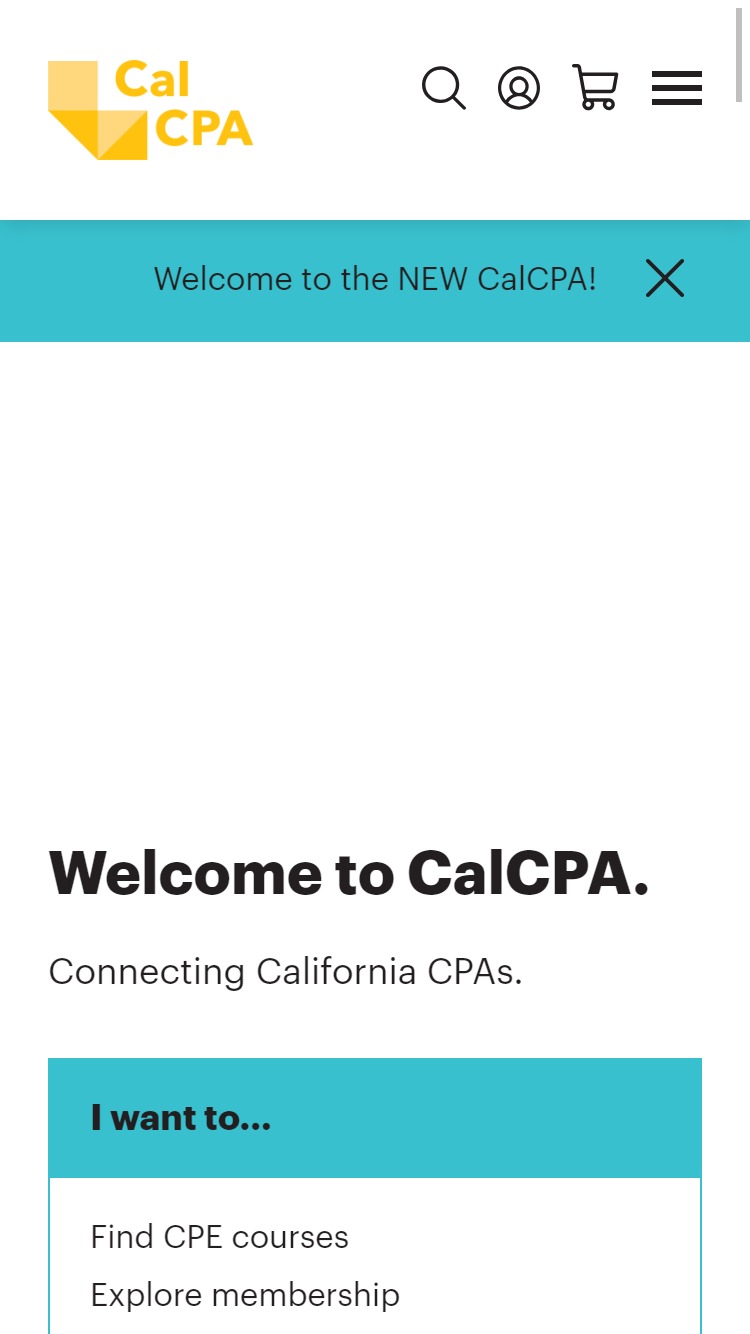 Cal
CPA
Welcome to the NEW CalCPA!
Welcome to CalCPA.
Connecting California CPAs.
I want to...
Find CPE courses
Explore membership